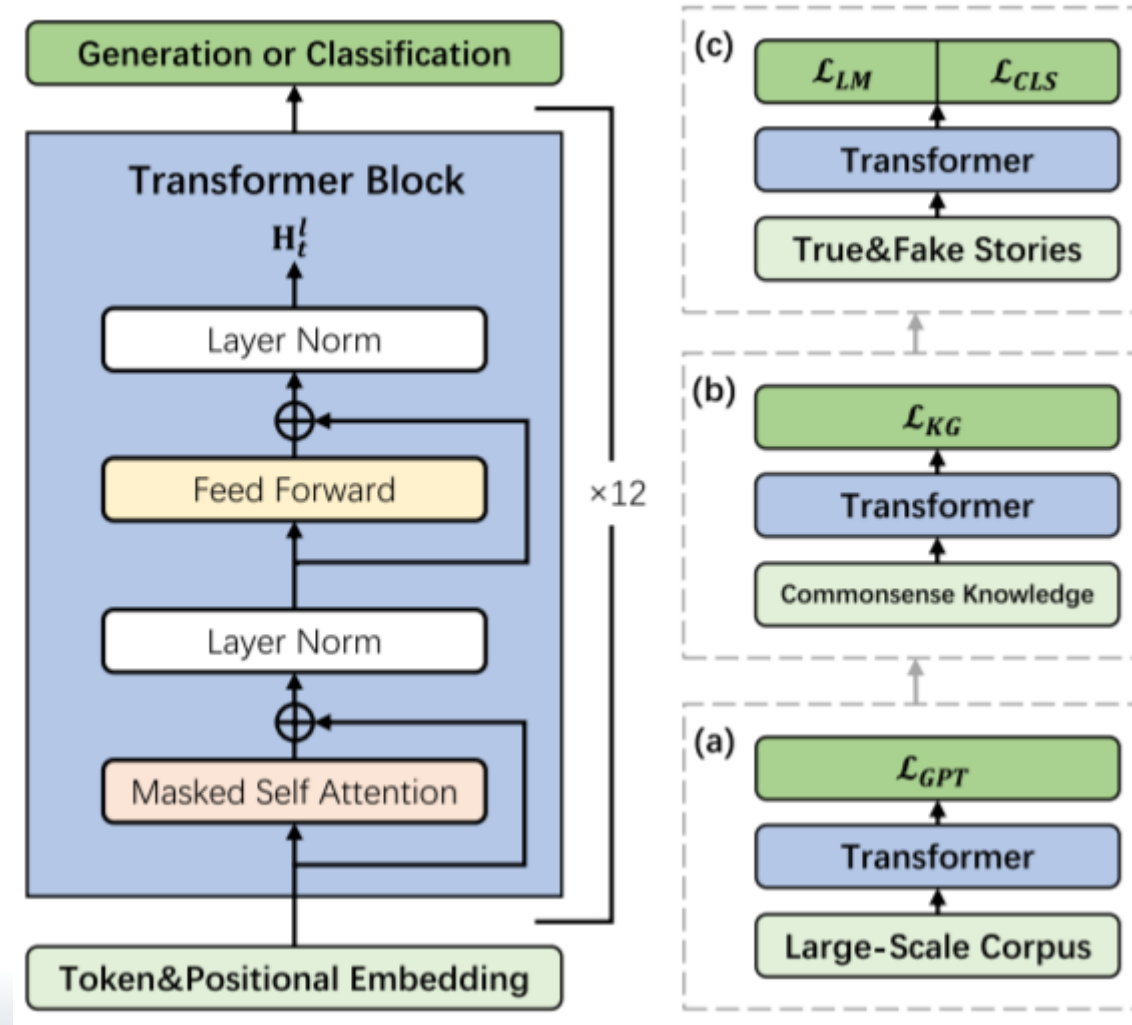 Generation or Classification
Transformer Block
H_t^l
Layer Norm
Feed Forward
Layer Norm
Masked Self Attention
Token&Positional Embedding
×12
(c)
ℒ_LM
ℒ_CLS
Transformer
True&Fake Stories
(b)
ℒ_KG
Transformer
Commonsense Knowledge
(a)
ℒ_GPT
Transformer
Large-Scale Corpus